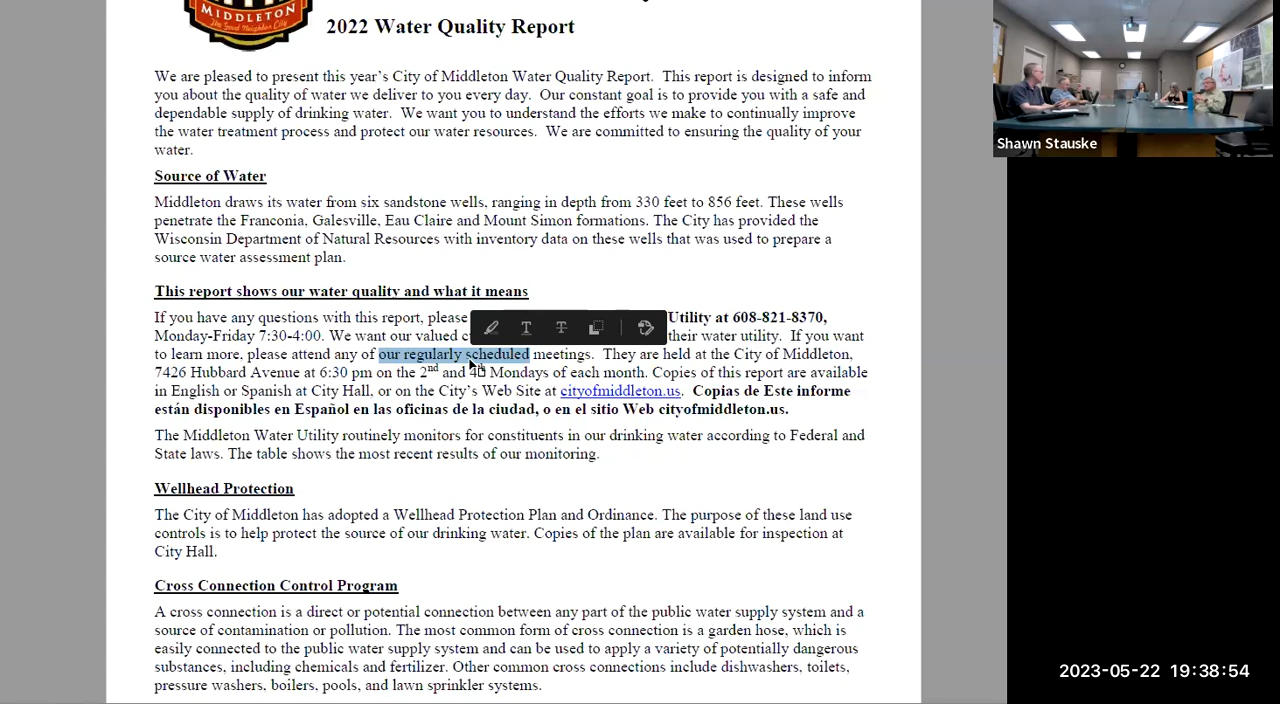 MIDDLETON
The Good Neighbor City
2022 Water Quality Report
We are pleased to present this year's City of Middleton Water Quality Report.  This report is designed to inform
you about the quality of water we deliver to you every day.  Our constant goal is to provide you with a safe and
dependable supply of drinking water.  We want you to understand the efforts we make to continually improve
the water treatment process and protect our water resources.  We are committed to ensuring the quality of your
water.
Source of Water
Middleton draws its water from six sandstone wells, ranging in depth from 330 feet to 856 feet. These wells
penetrate the Franconia, Galesville, Eau Claire and Mount Simon formations. The City has provided the
Wisconsin Department of Natural Resources with inventory data on these wells that was used to prepare a
source water assessment plan.
This report shows our water quality and what it means
If you have any questions with this report, please Utility at 608-821-8370,
Monday-Friday 7:30-4:00. We want our valued their water utility.  If you want
to learn more, please attend any of our regularly scheduled meetings.  They are held at the City of Middleton,
7426 Hubbard Avenue at 6:30 pm on the 2nd and Mondays of each month. Copies of this report are available
in English or Spanish at City Hall, or on the City's Web Site at cityofmiddleton.us.  Copias de Este informe
están disponibles en Español en las oficinas de la ciudad, o en el sitio Web cityofmiddleton.us.
The Middleton Water Utility routinely monitors for constituents in our drinking water according to Federal and
State laws. The table shows the most recent results of our monitoring.
Wellhead Protection
The City of Middleton has adopted a Wellhead Protection Plan and Ordinance. The purpose of these land use
controls is to help protect the source of our drinking water. Copies of the plan are available for inspection at
City Hall.
Cross Connection Control Program
A cross connection is a direct or potential connection between any part of the public water supply system and a
source of contamination or pollution. The most common form of cross connection is a garden hose, which is
easily connected to the public water supply system and can be used to apply a variety of potentially dangerous
substances, including chemicals and fertilizer. Other common cross connections include dishwashers, toilets,
pressure washers, boilers, pools, and lawn sprinkler systems.
Shawn Stauske
2023-05-22 19:38:54